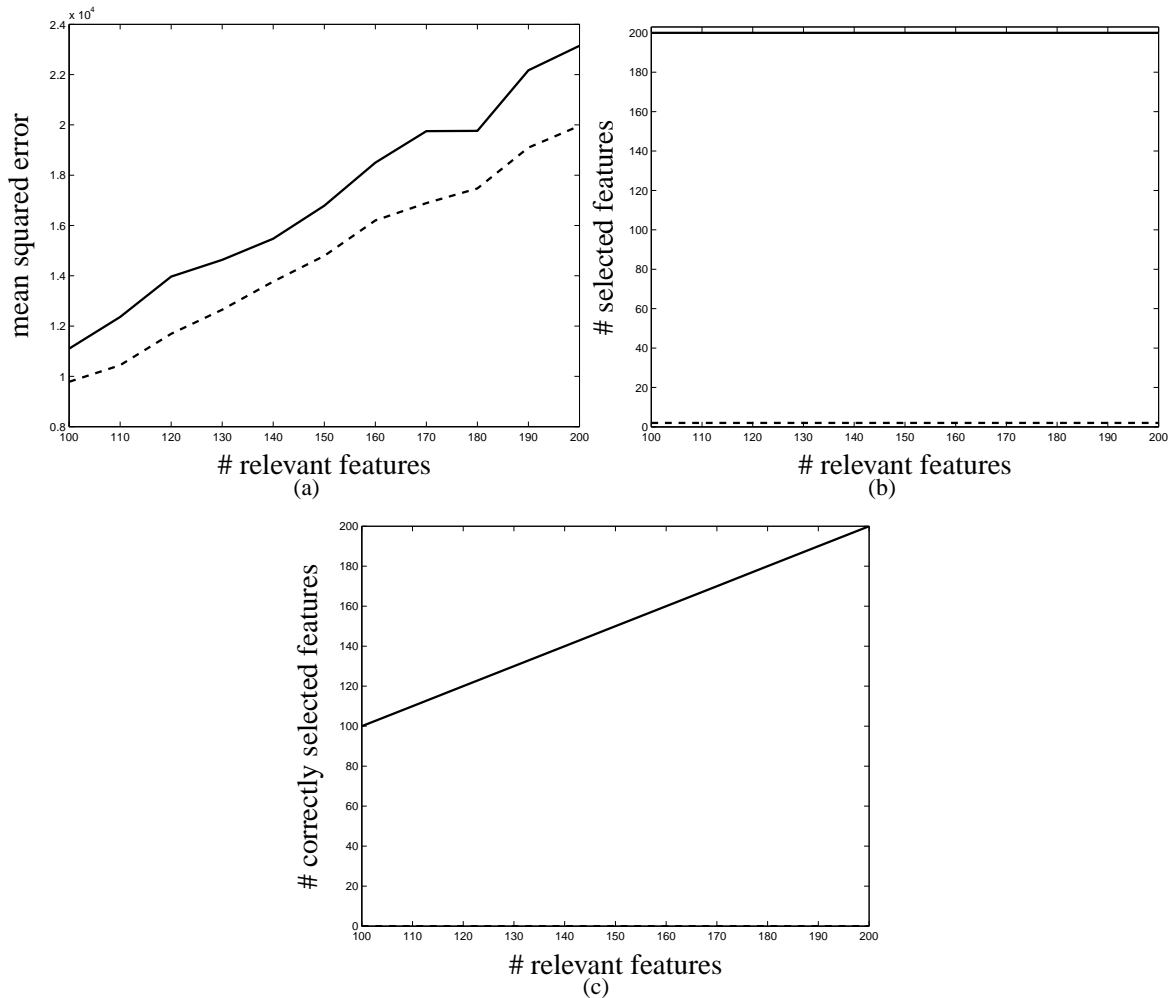 x 10⁴
2.4
2.2
2
1.8
1.6
1.4
1.2
1
0.8
mean squared error
100 110 120 130 140 150 160 170 180 190 200
# relevant features
(a)
200
180
160
140
120
100
80
60
40
20
0
# selected features
100 110 120 130 140 150 160 170 180 190 200
# relevant features
(b)
200
180
160
140
120
100
80
60
40
20
0
# correctly selected features
100 110 120 130 140 150 160 170 180 190 200
# relevant features
(c)